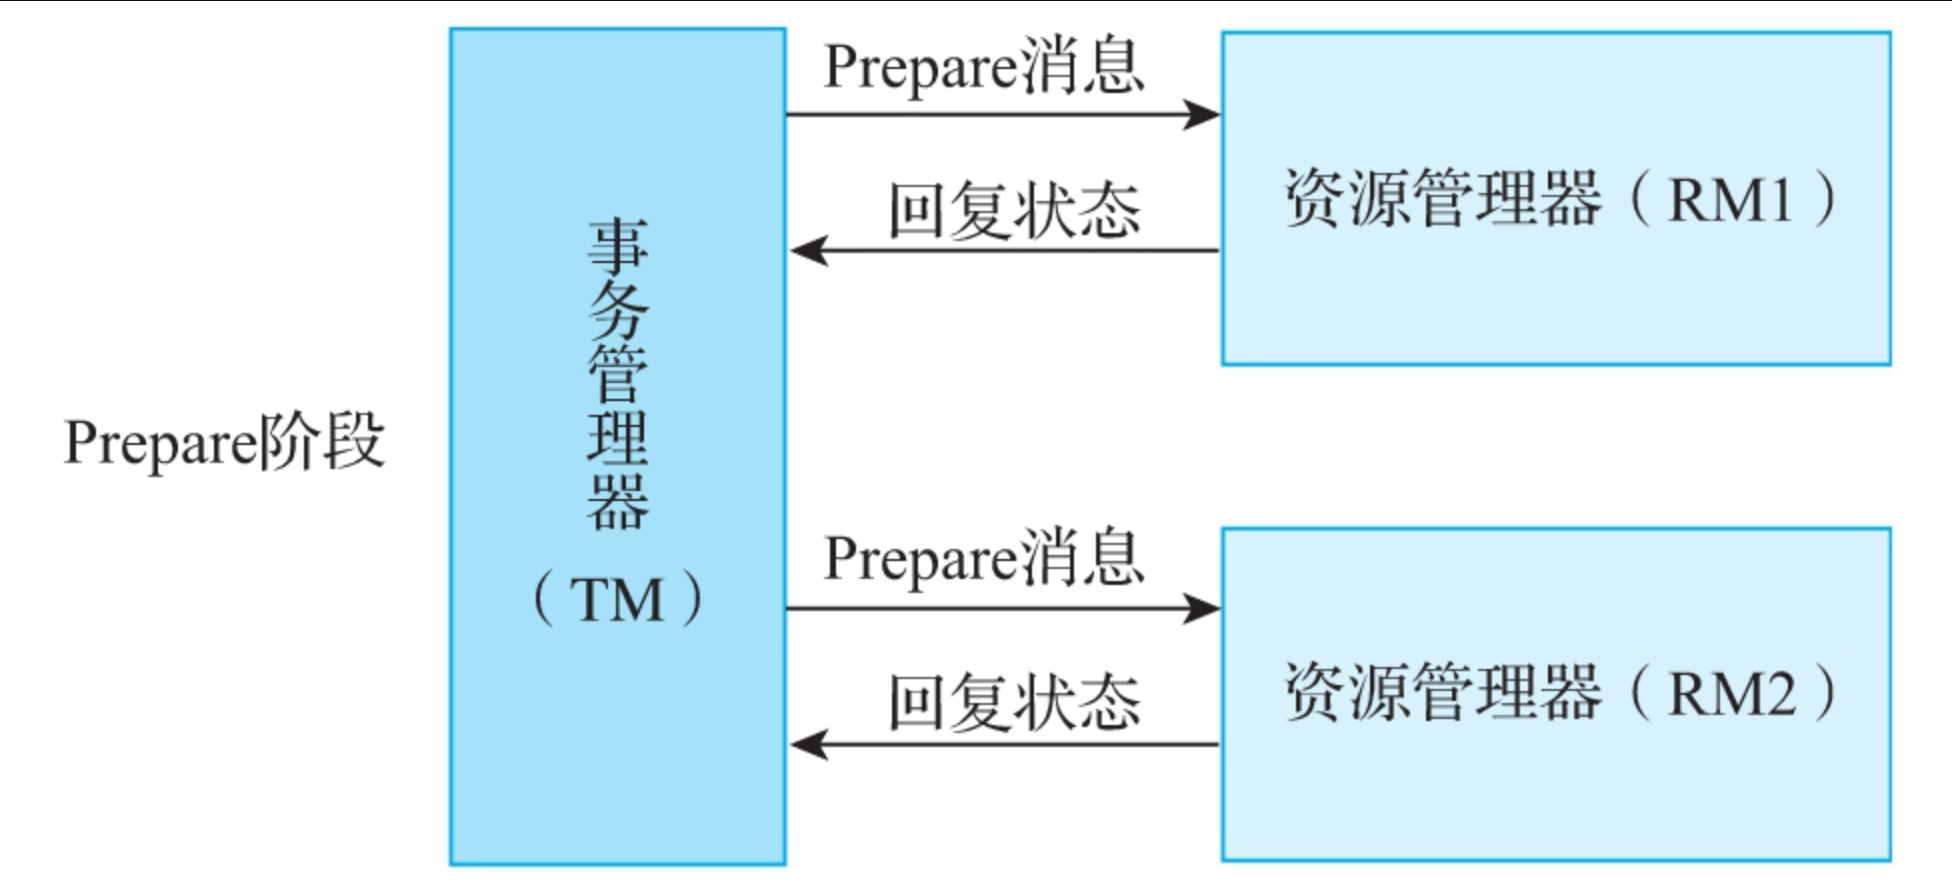 Prepare阶段
事务管理器
（TM）
Prepare消息
回复状态
资源管理器（RM1）
Prepare消息
回复状态
资源管理器（RM2）